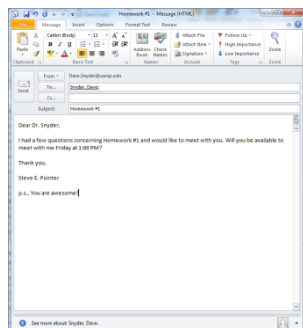 Homework #1 - Message (HTML)
File Message Insert Options Format Text Review
Paste
Calibri (Body) 11
B I U
Address Book
Check Names
Attach File
Attach Item
Signature
Follow Up
High Importance
Low Importance
Zoom
Clipboard Basic Text Names Include Tags Zoom
Send
From
To... Snyder, Dave;
Cc...
Subject: Homework #1
Dear Dr. Snyder,
I had a few questions concerning Homework #1 and would like to meet with you. Will you be available to
meet with me Friday at 1:00 PM?
Thank you,
Steve E. Pointer
p.s., You are awesome!
See more about: Snyder, Dave.